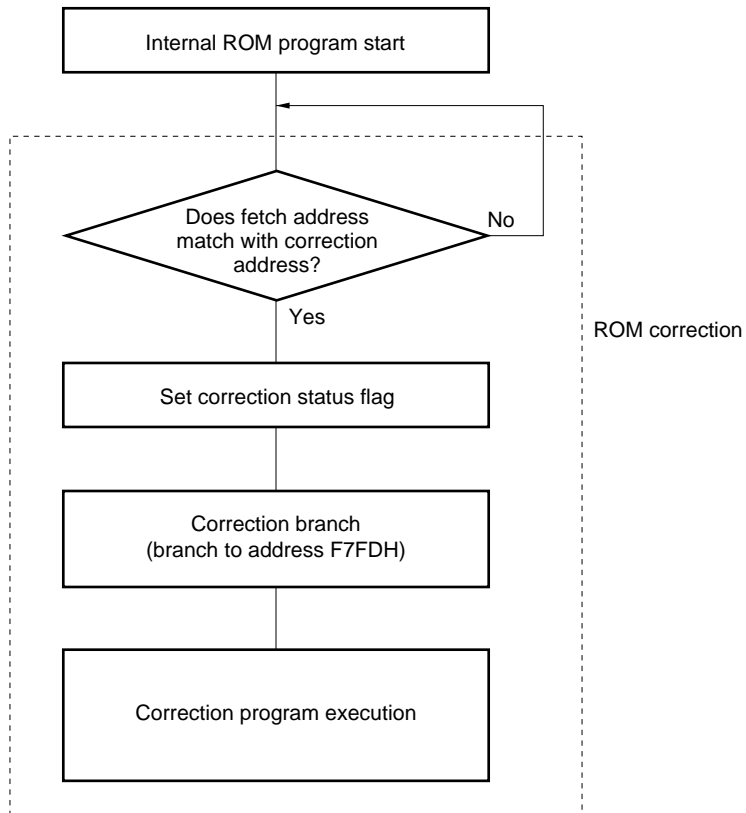 Internal ROM program start
Does fetch address
match with correction
address?
No
Yes
ROM correction
Set correction status flag
Correction branch
(branch to address F7FDH)
Correction program execution